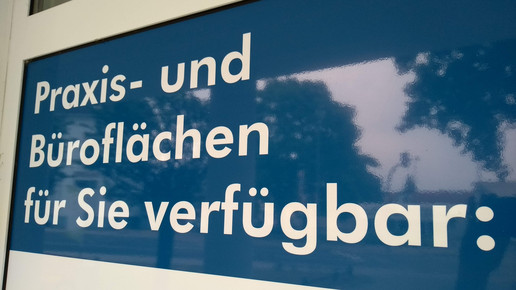 Praxis- und
Büroflächen
für Sie verfügbar: